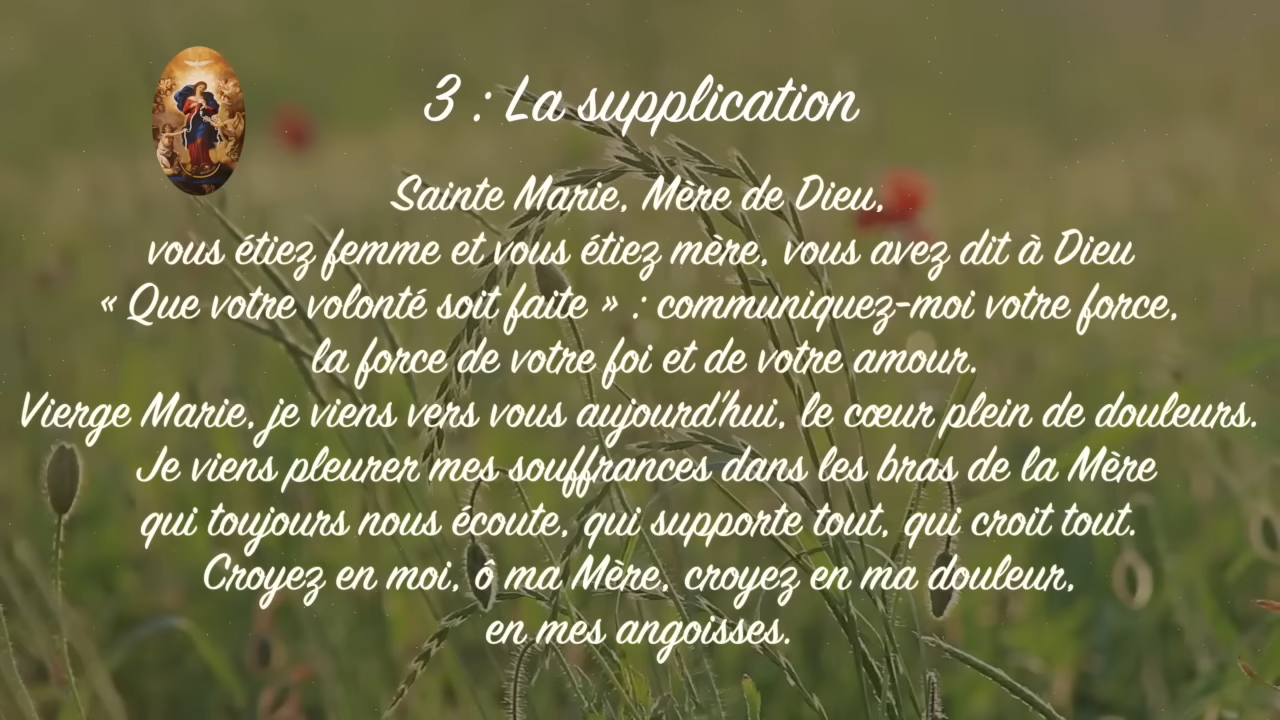 3 : La supplication
Sainte Marie, Mère de Dieu,
vous étiez femme et vous étiez mère, vous avez dit à Dieu
« Que votre volonté soit faite » : communiquez-moi votre force,
la force de votre foi et de votre amour.
Vierge Marie, je viens vers vous aujourd'hui, le cœur plein de douleurs.
Je viens pleurer mes souffrances dans les bras de la Mère
qui toujours nous écoute, qui supporte tout, qui croit tout.
Croyez en moi, ô ma Mère, croyez en ma douleur,
en mes angoisses.